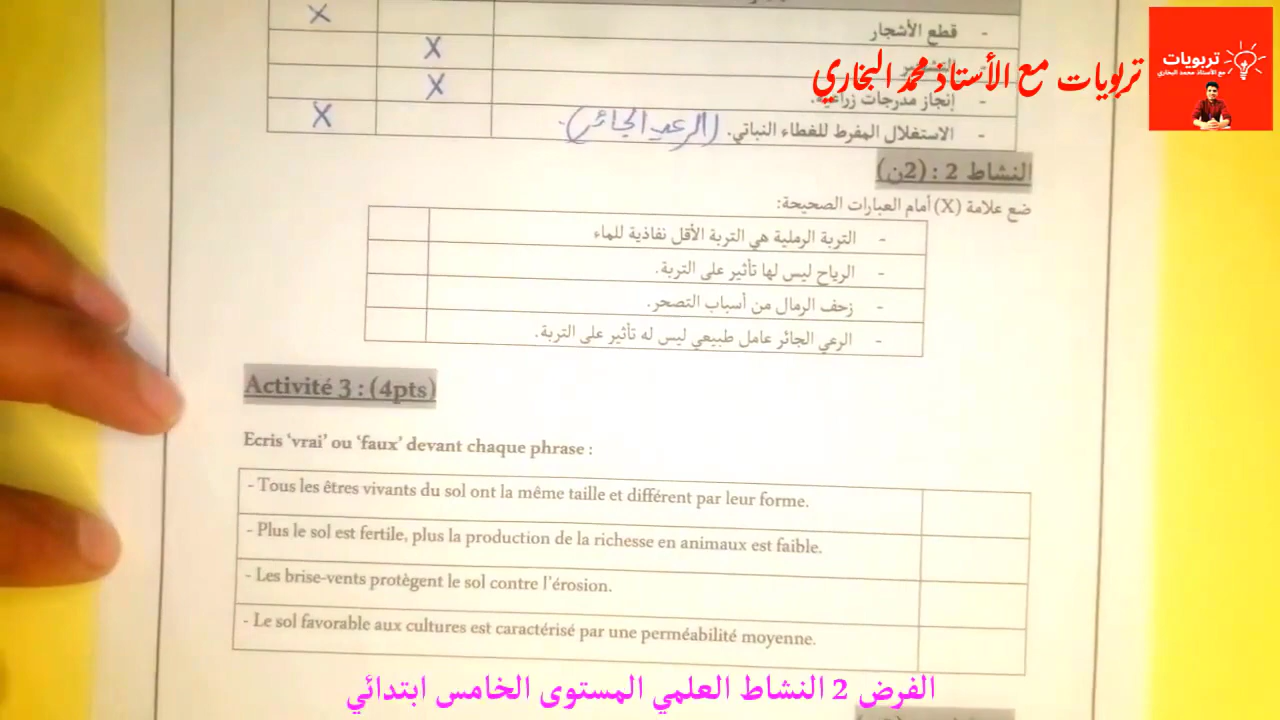 X
- قطع الأشجار
X
X
- إنجاز مدرجات زراعية.
X
- الاستغلال المفرط للغطاء النباتي. (الرعي الجائر).
تربويات مع الأستاذ محمد البخاري
تربويات
مع الأستاذ محمد البخاري
النشاط 2 : (2ن)
ضع علامة (X) أمام العبارات الصحيحة:
- التربة الرملية هي التربة الأقل نفاذية للماء
- الرياح ليس لها تأثير على التربة.
- زحف الرمال من أسباب التصحر.
- الرعي الجائر عامل طبيعي ليس له تأثير على التربة.
Activité 3 : (4pts)
Ecris ‘vrai’ ou ‘faux’ devant chaque phrase :
- Tous les êtres vivants du sol ont la même taille et différent par leur forme.
- Plus le sol est fertile, plus la production de la richesse en animaux est faible.
- Les brise-vents protègent le sol contre l’érosion.
- Le sol favorable aux cultures est caractérisé par une perméabilité moyenne.
الفرض 2 النشاط العلمي المستوى الخامس ابتدائي